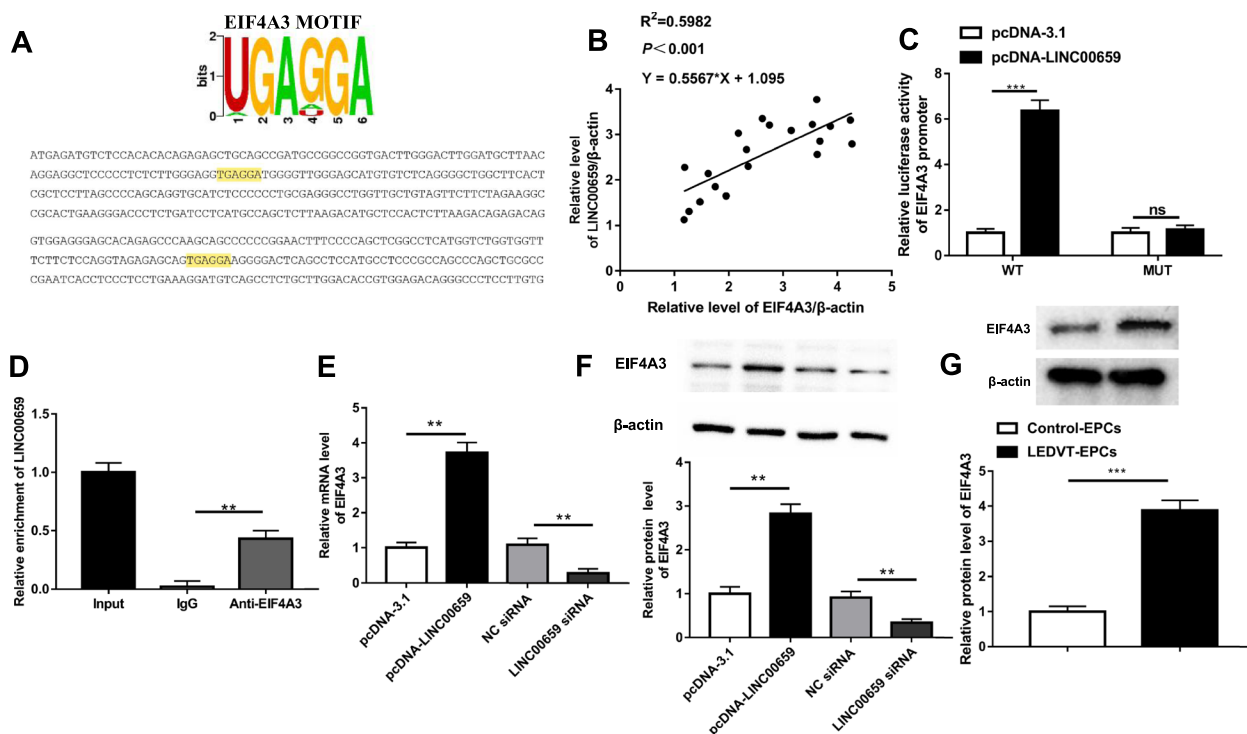 A
EIF4A3 MOTIF
bits
2
1
0
UGAGGA
1 2 3 4 5 6
ATGAGATGTCTCCACACACAGAGAGCTGCAGCCGATGCCGGCCGGTGACTTGGGACTTGGATGCTTAAC
AGGAGGCTCCCCCTCTCTTGGGAGGTGAGGATGGGGTTGGGAGCATGTGTCTCAGGGGCTGGCTTCACT
CGCTCCTTAGCCCCAGCAGGTGCATCTCCCCCCTGCGAGGGCCTGGTTGCTGTAGTTCTTCTAGAAGGC
CGCACTGAAGGGACCCTCTGATCCTCATGCCAGCTCTTAAGACATGCTCCACTCTTAAGACAGAGACAG
GTGGAGGGAGCACAGAGCCCAAGCAGCCCCCCGGAACTTTCCCCAGCTCGGCCTCATGGTCTGGTGGTT
TCTTCTCCAGGTAGAGAGCAGTGAGGAAGGGGACTCAGCCTCCATGCCTCCCGCCAGCCCAGCTGCGCC
CGAATCACCTCCCTCCTGAAAGGATGTCAGCCTCTGCTTGGACACCGTGGAGACAGGGCCCTCCTTGTG
B
R²=0.5982
P<0.001
Y = 0.5567*X + 1.095
Relative level
of LINC00659/β-actin
4
3
2
1
0
0 1 2 3 4 5
Relative level of EIF4A3/β-actin
C
pcDNA-3.1
pcDNA-LINC00659
Relative luciferase activity
of EIF4A3 promoter
8
6
4
2
0
***
ns
WT MUT
D
Relative enrichment of LINC00659
1.5
1.0
0.5
0.0
**
Input IgG Anti-EIF4A3
E
Relative mRNA level
of EIF4A3
5
4
3
2
1
0
**
**
pcDNA-3.1
pcDNA-LINC00659
NC siRNA
LINC00659 siRNA
F
EIF4A3
β-actin
Relative protein level
of EIF4A3
4
3
2
1
0
**
**
pcDNA-3.1
pcDNA-LINC00659
NC siRNA
LINC00659 siRNA
G
EIF4A3
β-actin
Control-EPCs
LEDVT-EPCs
Relative protein level of EIF4A3
5
4
3
2
1
0
***